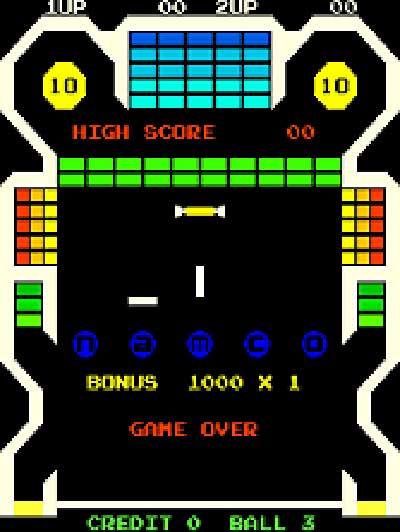 1UP 00 2UP 00
10 10
HIGH SCORE 00
n a m c o
BONUS 1000 X 1
GAME OVER
CREDIT 0 BALL 3